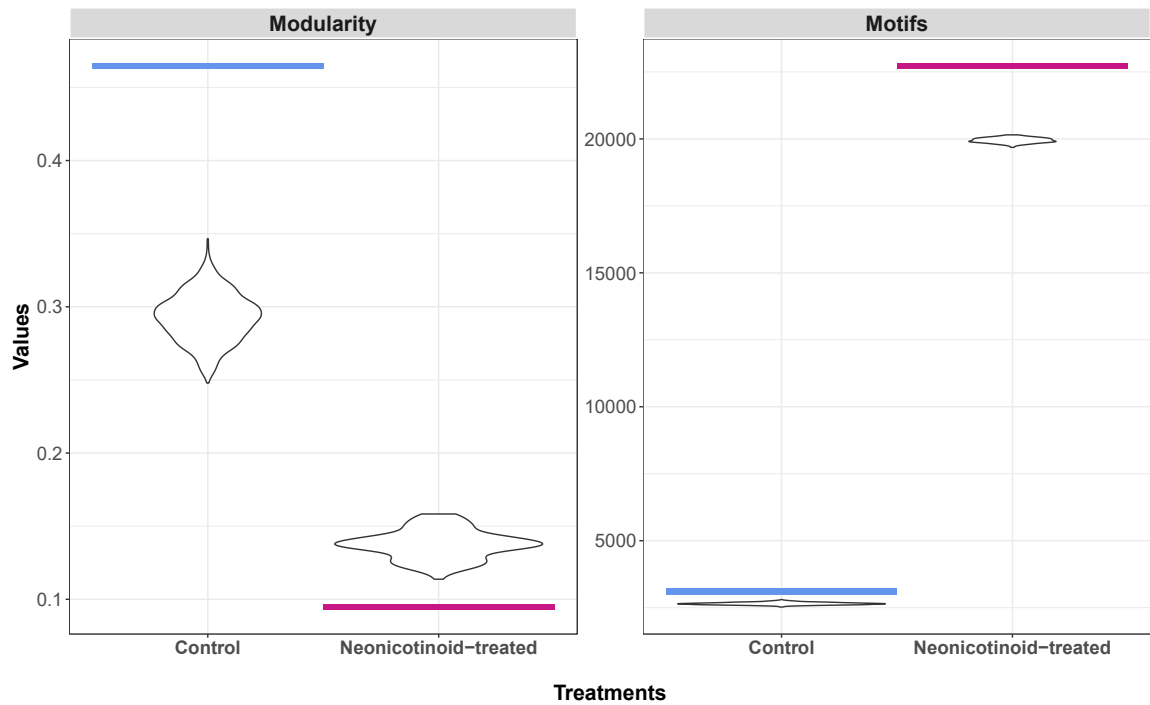 Modularity
Motifs
Values
0.4
0.3
0.2
0.1
20000
15000
10000
5000
Control
Neonicotinoid−treated
Control
Neonicotinoid−treated
Treatments